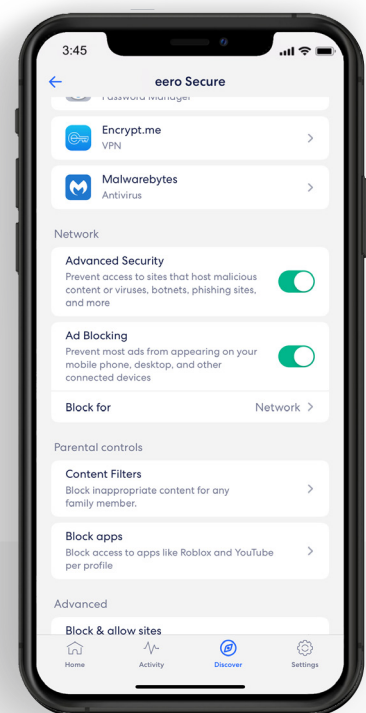 3:45
eero Secure
Password Manager
Encrypt.me
VPN
Malwarebytes
Antivirus
Network
Advanced Security
Prevent access to sites that host malicious
content or viruses, botnets, phishing sites,
and more
Ad Blocking
Prevent most ads from appearing on your
mobile phone, desktop, and other
connected devices
Block for
Network
Parental controls
Content Filters
Block inappropriate content for any
family member.
Block apps
Block access to apps like Roblox and YouTube
per profile
Advanced
Block & allow sites
Home
Activity
Discover
Settings